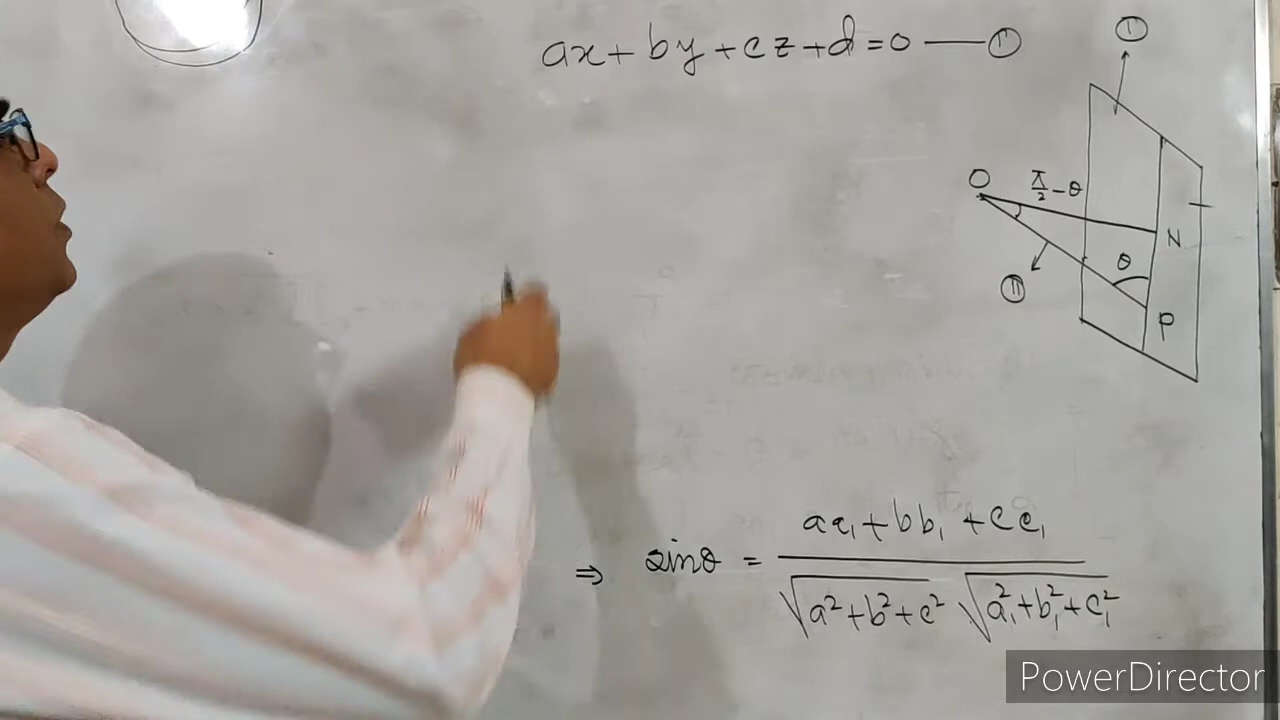 ax + by + cz + d = 0 — ①
①
O
π/2 - θ
N
θ
②
P
⇒ sinθ = (aa₁ + bb₁ + cc₁) / (√(a² + b² + c²) √(a₁² + b₁² + c₁²))
PowerDirector